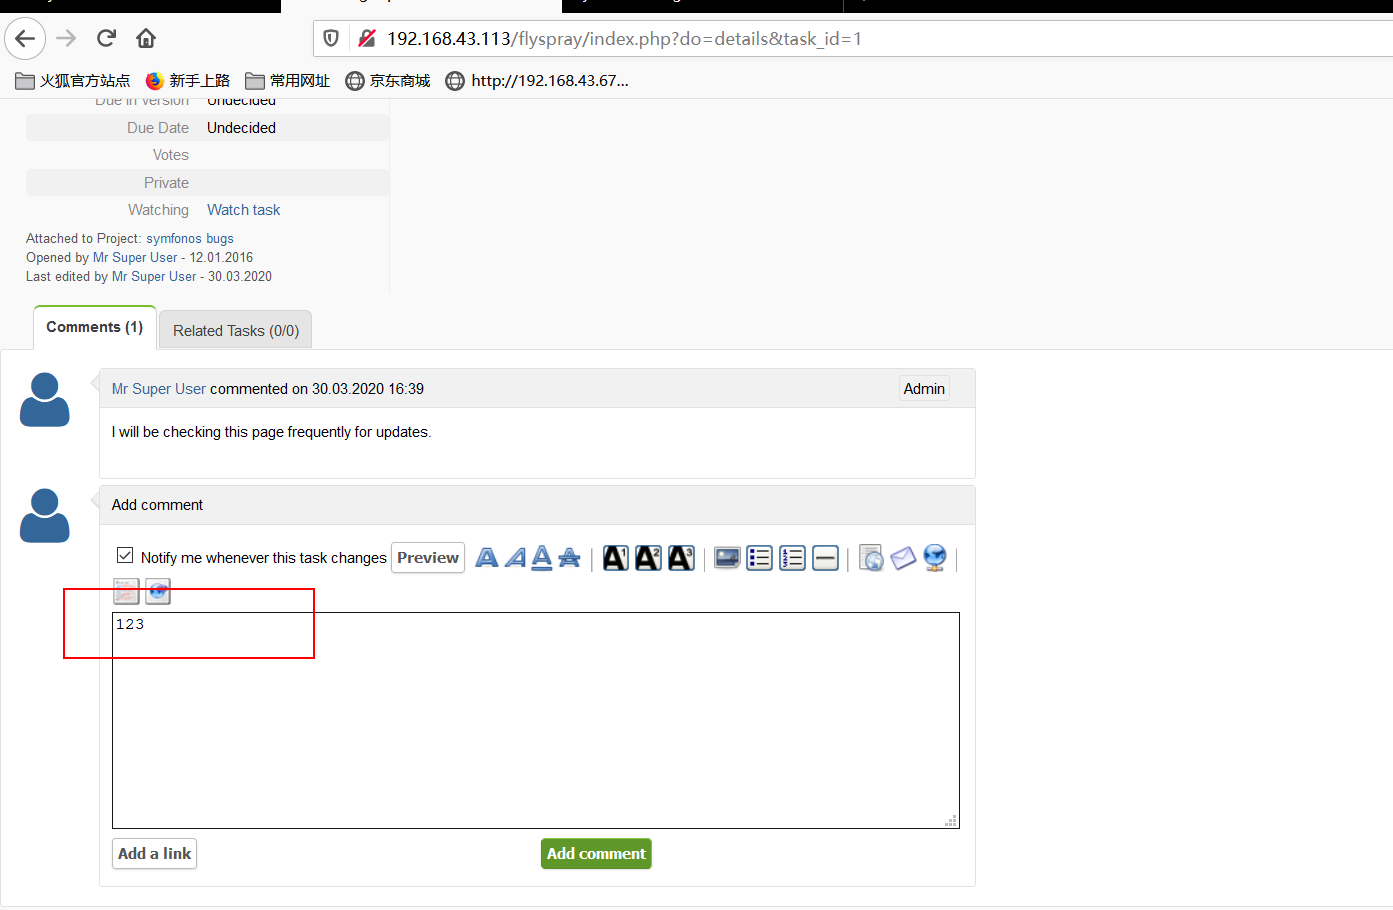 192.168.43.113/flyspray/index.php?do=details&task_id=1
火狐官方站点 新手上路 常用网址 京东商城 http://192.168.43.67...
Due in Version Undecided
Due Date Undecided
Votes
Private
Watching Watch task
Attached to Project: symfonos bugs
Opened by Mr Super User - 12.01.2016
Last edited by Mr Super User - 30.03.2020
Comments (1) Related Tasks (0/0)
Mr Super User commented on 30.03.2020 16:39 Admin
I will be checking this page frequently for updates.
Add comment
Notify me whenever this task changes Preview
123
Add a link Add comment